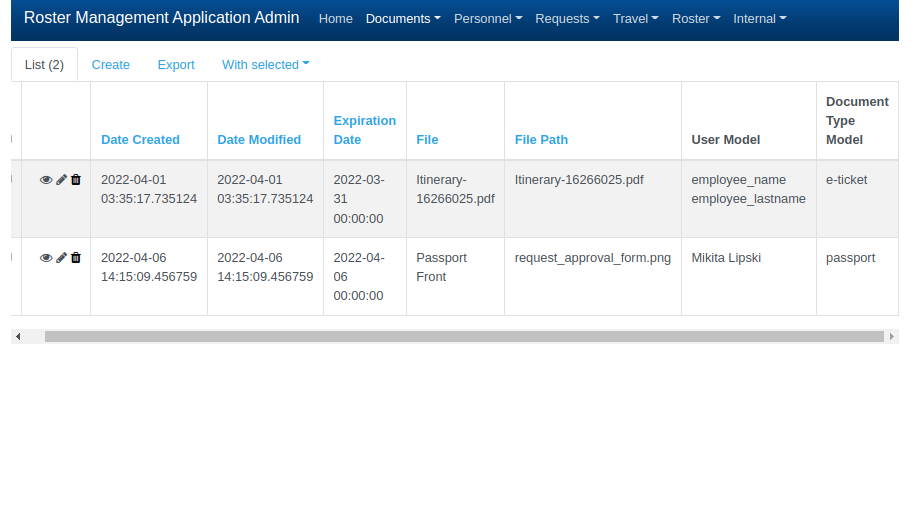 Roster Management Application Admin Home Documents Personnel Requests Travel Roster Internal
List (2) Create Export With selected
Date Created Date Modified Expiration Date File File Path User Model Document Type Model
2022-04-01 03:35:17.735124 2022-04-01 03:35:17.735124 2022-03-31 00:00:00 Itinerary-16266025.pdf Itinerary-16266025.pdf employee_name employee_lastname e-ticket
2022-04-06 14:15:09.456759 2022-04-06 14:15:09.456759 2022-04-06 00:00:00 Passport Front request_approval_form.png Mikita Lipski passport